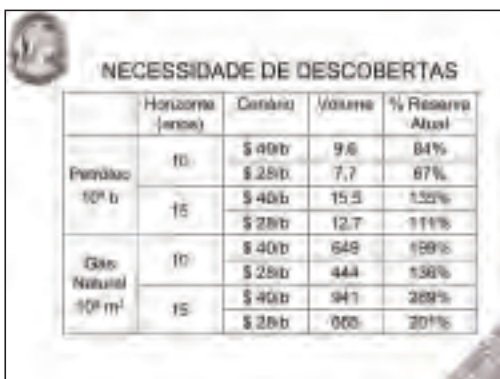 NECESSIDADE DE DESCOBERTAS
Horizonte (anos) Cenário Volume % Reserva Atual
Petróleo 10⁹ b 10 $ 40/b 9.6 84%
$ 28/b 7,7 67%
15 $ 40/b 15,5 135%
$ 28/b 12.7 111%
Gás Natural 10⁹ m³ 10 $ 40/b 649 199%
$ 28/b 444 136%
15 $ 40/b 941 289%
$ 28/b 201%